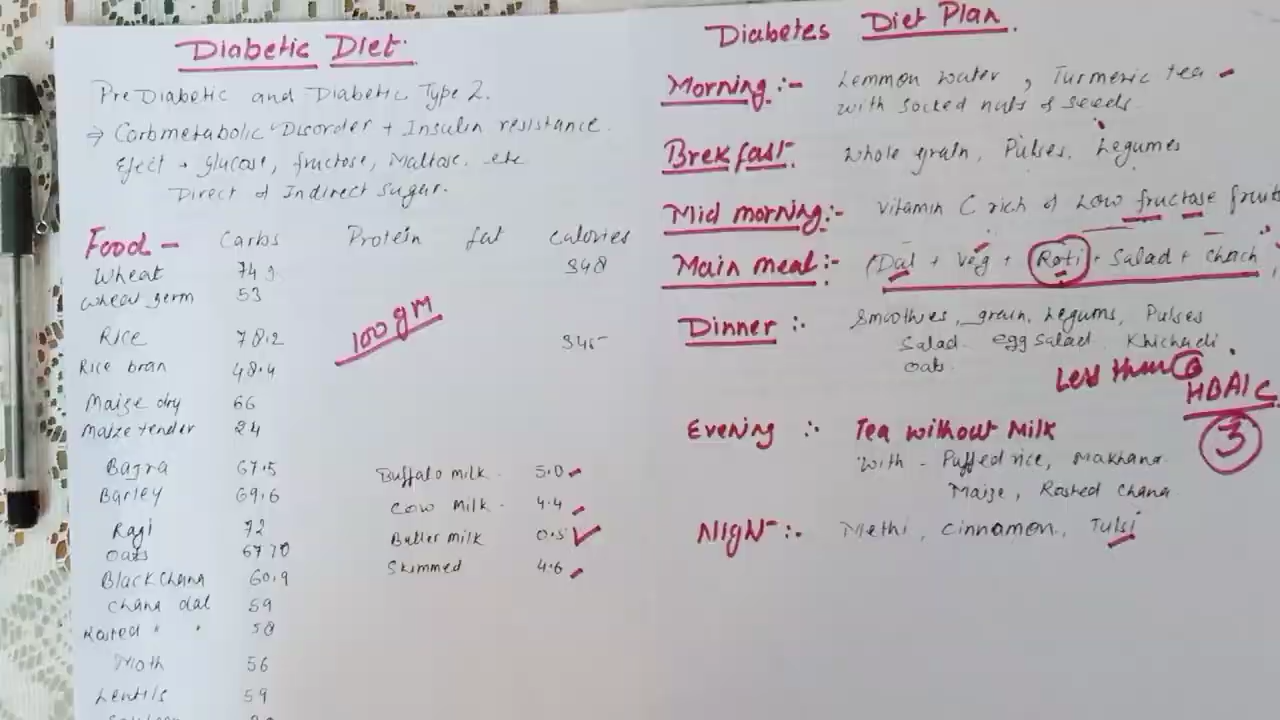 Diabetic Diet.
Pre Diabetic and Diabetic Type 2.
→ Carbmetabolic Disorder + Insulin resistance.
Efect → glucose, fructose, Maltose. etc
Direct & Indirect Sugar.
Food - Carbs Protein fat calories
Wheat 74.9 348
Wheat germ 53
100 gm
Rice 78.2 345
Rice bran 48.4
Maize dry 66
Maize tender 24
Bajra 67.5
Barley 69.6
Ragi 72
Oats 67 70
Black Chana 60.9
Chana dal 59
Rosted " " 58
Moth 56
Lentils 59
Buffalo milk 5.0
Cow Milk 4.4
Butter milk 0.5
Skimmed 4.6
Diabetes Diet Plan.
Morning :- Lemmon water, Turmeric tea
with Socked nuts & seeds.
Brekfast. Whole grain, Pulses, Legumes
Mid morning:- Vitamin C rich & Low fructose fruits
Main meal:- (Dal + Veg + Roti + Salad + Chach
Dinner :- Smoothies, grain, Legums, Pulses
Salad. egg salad. Khichadi.
Oats.
Less than 6
HBA1C
3
Evening :- Tea without Milk
With - Puffed rice, Makhana
Maize, Rosted Chana
Night :- Methi, Cinnamon, Tulsi